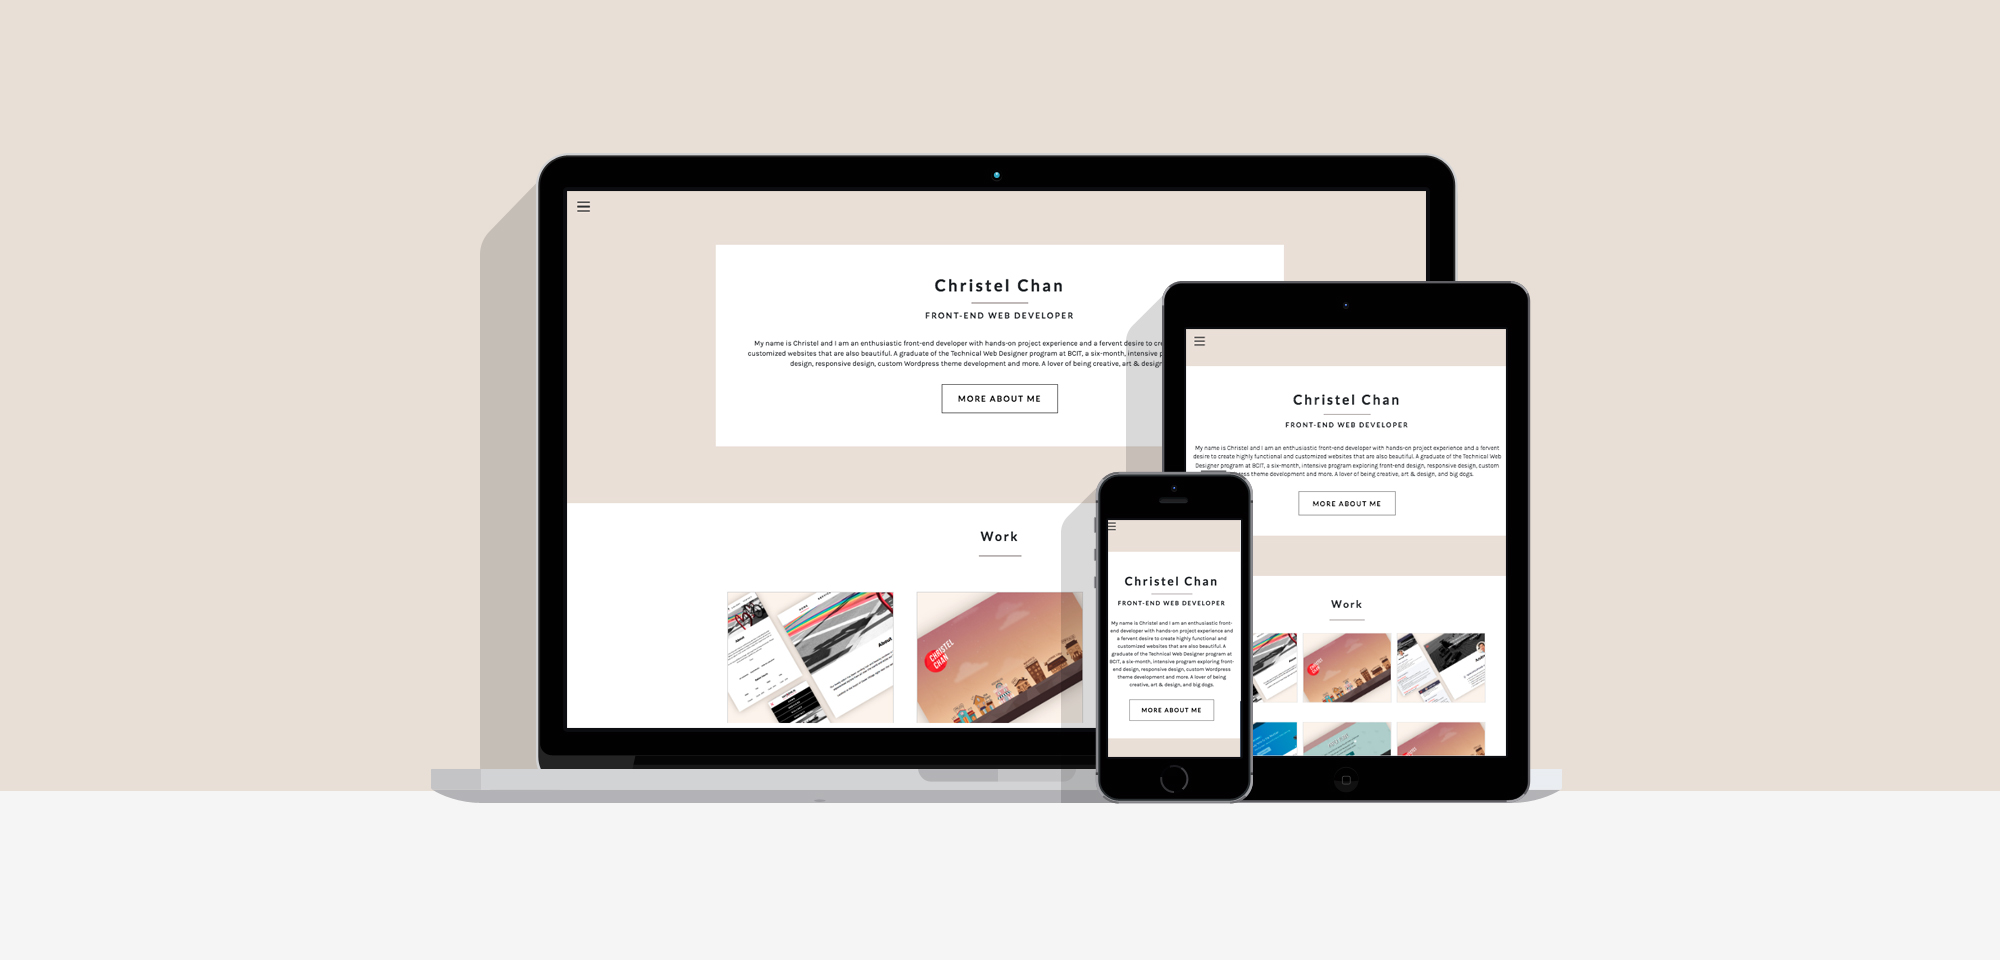 Christel Chan
FRONT-END WEB DEVELOPER
My name is Christel and I am an enthusiastic front-end developer with hands-on project experience and a fervent desire to
customized websites that are also beautiful. A graduate of the Technical Web Designer program at BCIT, a six-month, intensive
design, responsive design, custom Wordpress theme development and more. A lover of being creative, art & design
MORE ABOUT ME
Work
CHRISTEL
CHAN
Christel Chan
FRONT-END WEB DEVELOPER
My name is Christel and I am an enthusiastic front-end developer with hands-on project experience and a fervent
desire to create highly functional and customized websites that are also beautiful. A graduate of the Technical Web
Designer program at BCIT, a six-month, intensive program exploring front-end design, responsive design, custom
theme development and more. A lover of being creative, art & design, and big dogs.
MORE ABOUT ME
Work
Christel Chan
FRONT-END WEB DEVELOPER
My name is Christel and I am an enthusiastic front-
end developer with hands-on project experience and
a fervent desire to create highly functional and
customized websites that are also beautiful. A
graduate of the Technical Web Designer program at
BCIT, a six-month, intensive program exploring front-
end design, responsive design, custom Wordpress
theme development and more. A lover of being
creative, art & design, and big dogs.
MORE ABOUT ME